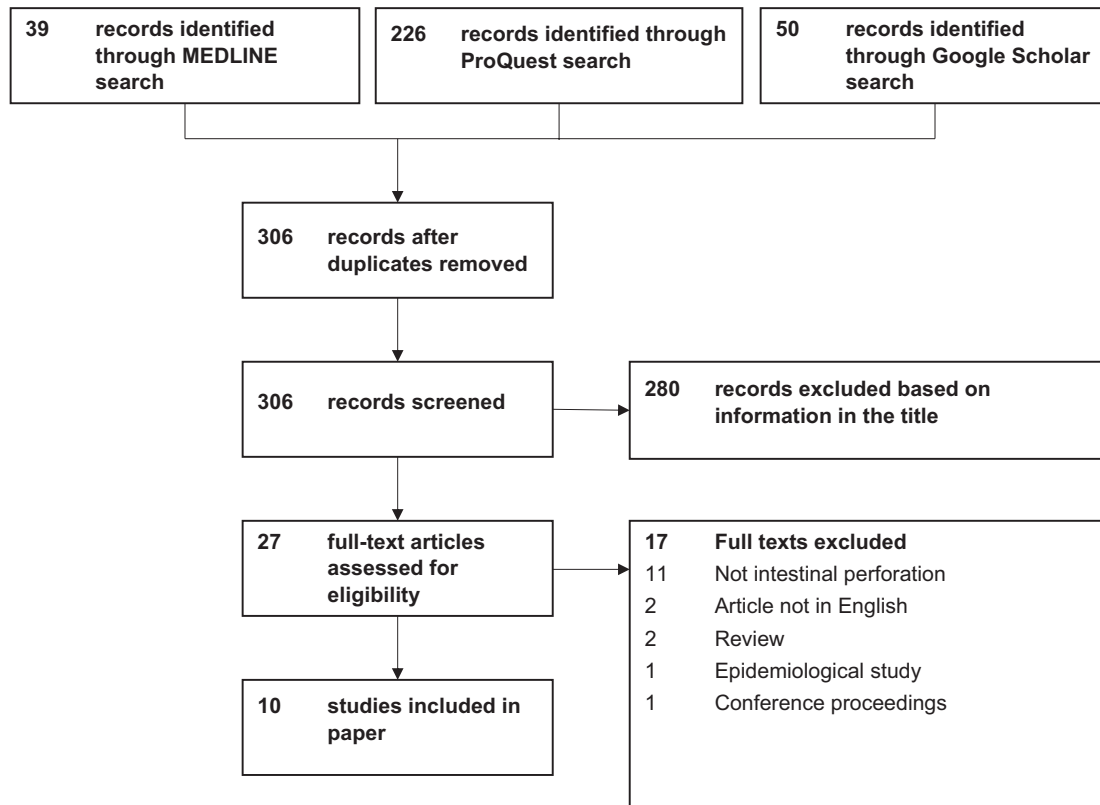 39 records identified
through MEDLINE
search
226 records identified through
ProQuest search
50 records identified
through Google Scholar
search
306 records after
duplicates removed
306 records screened
280 records excluded based on
information in the title
27 full-text articles
assessed for
eligibility
17 Full texts excluded
11 Not intestinal perforation
2 Article not in English
2 Review
1 Epidemiological study
1 Conference proceedings
10 studies included in
paper